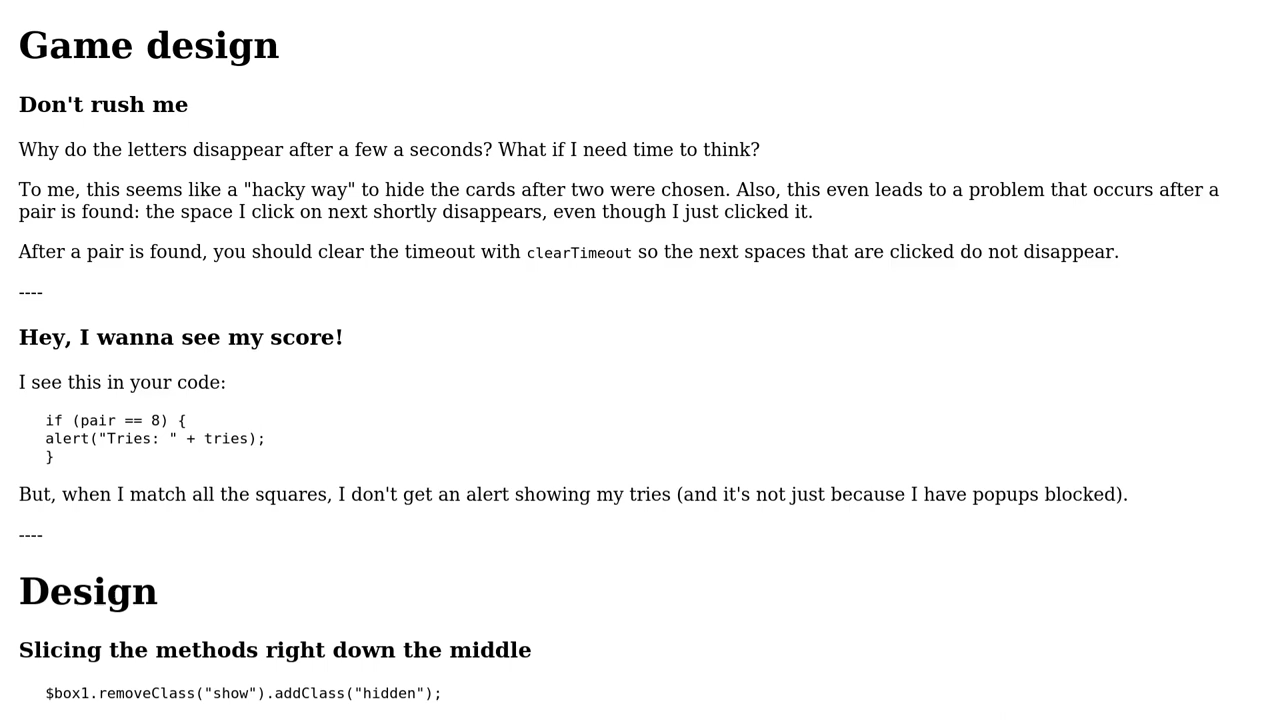 Game design
Don't rush me
Why do the letters disappear after a few a seconds? What if I need time to think?
To me, this seems like a "hacky way" to hide the cards after two were chosen. Also, this even leads to a problem that occurs after a
pair is found: the space I click on next shortly disappears, even though I just clicked it.
After a pair is found, you should clear the timeout with clearTimeout so the next spaces that are clicked do not disappear.
----
Hey, I wanna see my score!
I see this in your code:
if (pair == 8) {
alert("Tries: " + tries);
}
But, when I match all the squares, I don't get an alert showing my tries (and it's not just because I have popups blocked).
----
Design
Slicing the methods right down the middle
$box1.removeClass("show").addClass("hidden");